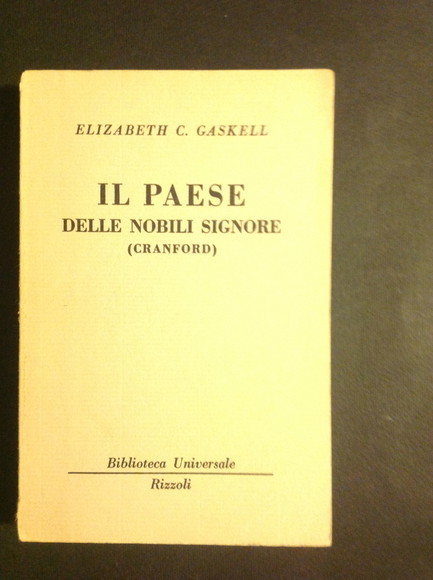 ELIZABETH C. GASKELL
IL PAESE
DELLE NOBILI SIGNORE
(CRANFORD)
Biblioteca Universale
Rizzoli